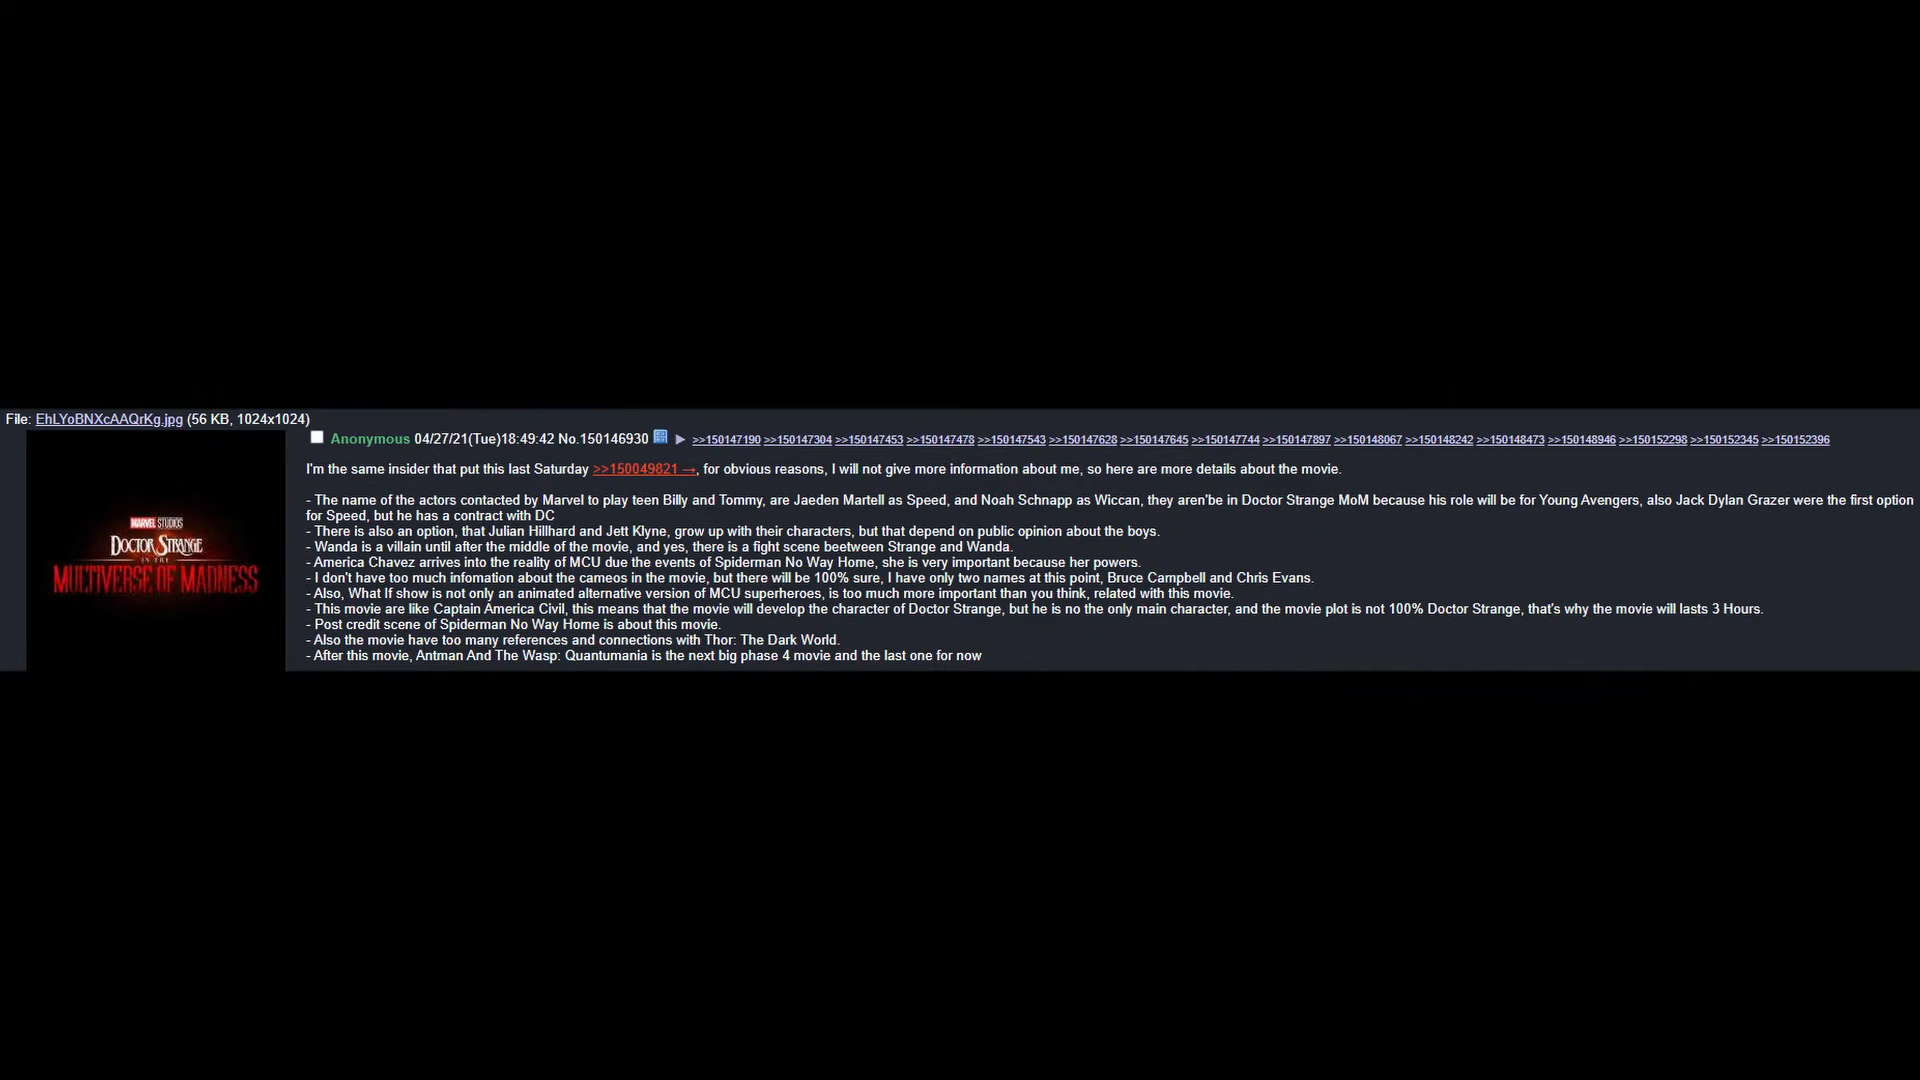 File: EhLYoBNXcAAQrKg.jpg (56 KB, 1024x1024)
MARVEL STUDIOS
DOCTOR STRANGE
IN THE
MULTIVERSE OF MADNESS
Anonymous 04/27/21(Tue)18:49:42 No.150146930 ▶ >>150147190 >>150147304 >>150147453 >>150147478 >>150147543 >>150147628 >>150147645 >>150147744 >>150147897 >>150148067 >>150148242 >>150148473 >>150148946 >>150152298 >>150152345 >>150152396
I'm the same insider that put this last Saturday >>150049821 →, for obvious reasons, I will not give more information about me, so here are more details about the movie.
- The name of the actors contacted by Marvel to play teen Billy and Tommy, are Jaeden Martell as Speed, and Noah Schnapp as Wiccan, they aren'be in Doctor Strange MoM because his role will be for Young Avengers, also Jack Dylan Grazer were the first option
for Speed, but he has a contract with DC
- There is also an option, that Julian Hillhard and Jett Klyne, grow up with their characters, but that depend on public opinion about the boys.
- Wanda is a villain until after the middle of the movie, and yes, there is a fight scene beetween Strange and Wanda.
- America Chavez arrives into the reality of MCU due the events of Spiderman No Way Home, she is very important because her powers.
- I don't have too much infomation about the cameos in the movie, but there will be 100% sure, I have only two names at this point, Bruce Campbell and Chris Evans.
- Also, What If show is not only an animated alternative version of MCU superheroes, is too much more important than you think, related with this movie.
- This movie are like Captain America Civil, this means that the movie will develop the character of Doctor Strange, but he is no the only main character, and the movie plot is not 100% Doctor Strange, that's why the movie will lasts 3 Hours.
- Post credit scene of Spiderman No Way Home is about this movie.
- Also the movie have too many references and connections with Thor: The Dark World.
- After this movie, Antman And The Wasp: Quantumania is the next big phase 4 movie and the last one for now